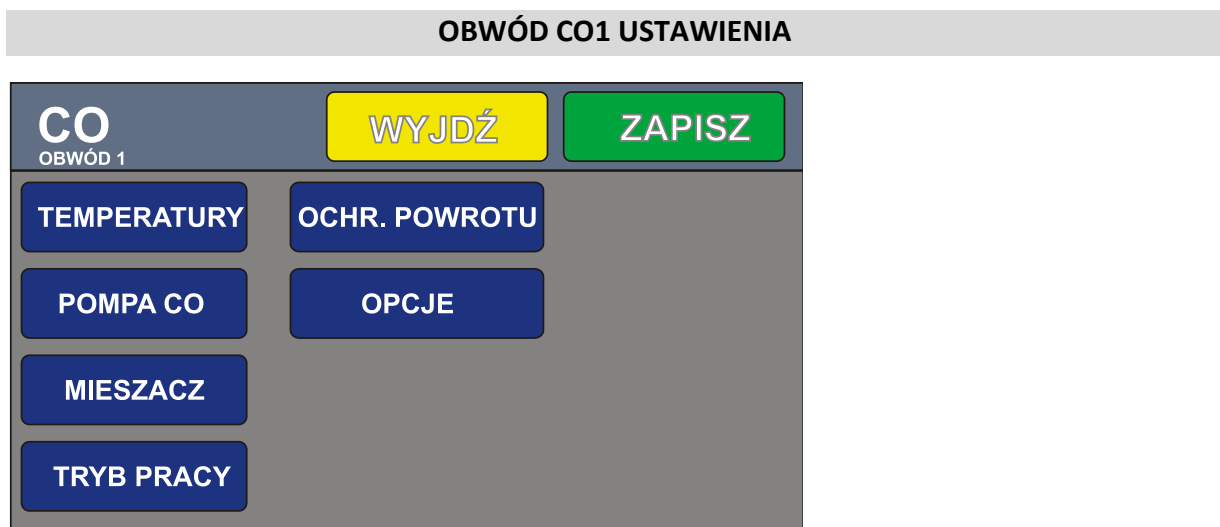 OBWÓD CO1 USTAWIENIA
CO
OBWÓD 1
WYJDŹ
ZAPISZ
TEMPERATURY
OCHR. POWROTU
POMPA CO
OPCJE
MIESZACZ
TRYB PRACY